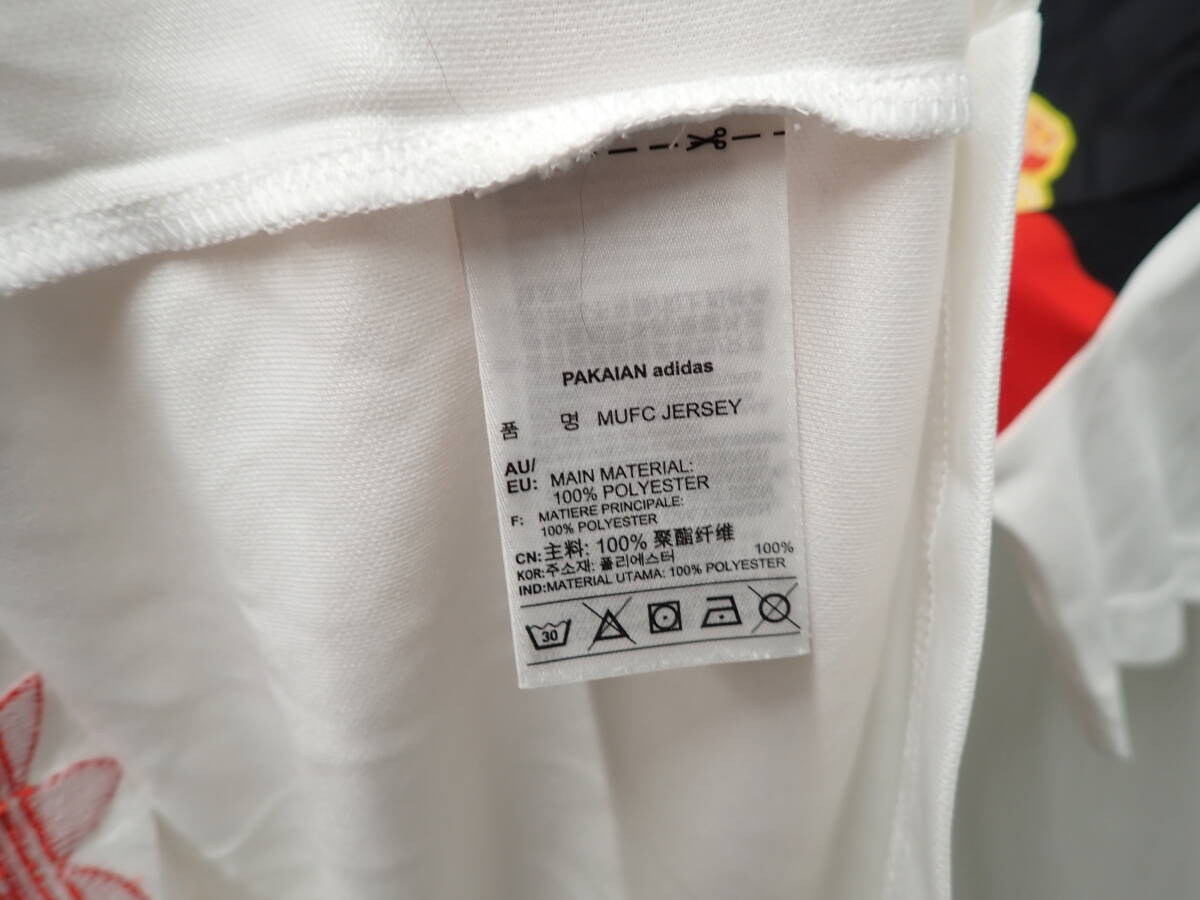 PAKAIAN adidas
품 명 MUFC JERSEY
AU/
EU: MAIN MATERIAL:
100% POLYESTER
F: MATIERE PRINCIPALE:
100% POLYESTER
CN: 主料: 100% 聚酯纤维
KOR: 주소재: 폴리에스터 100%
IND: MATERIAL UTAMA: 100% POLYESTER
30